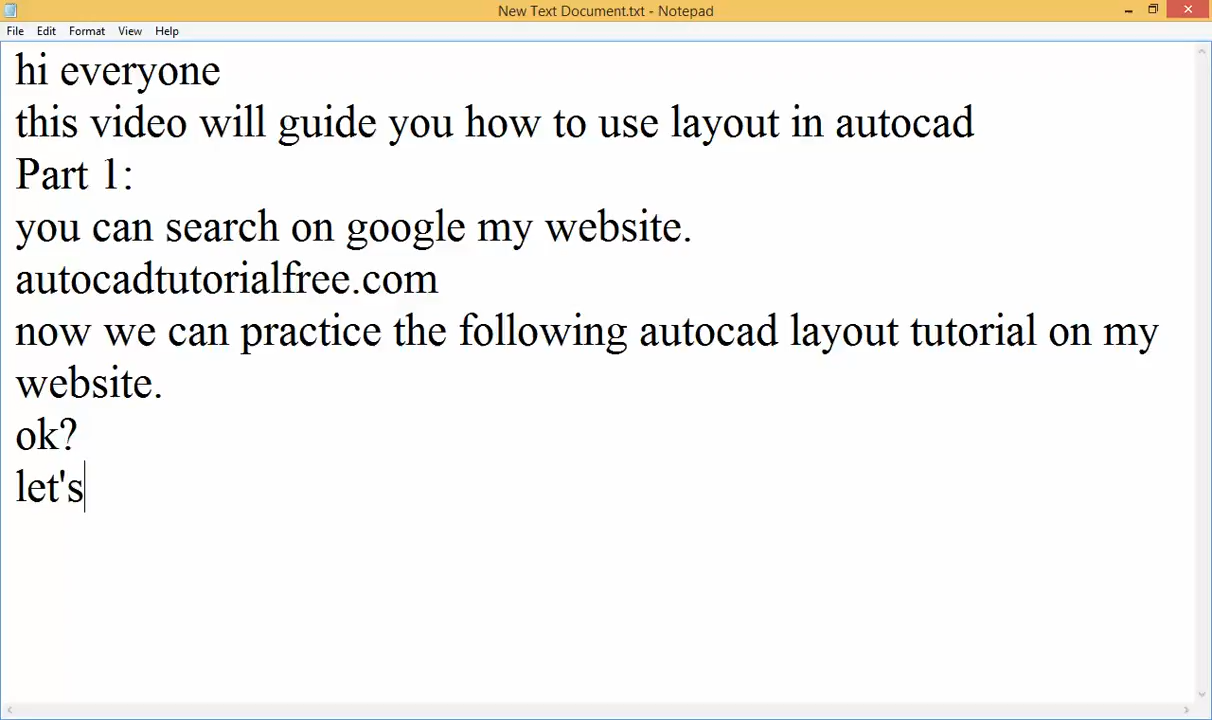 New Text Document.txt - Notepad
File Edit Format View Help
hi everyone
this video will guide you how to use layout in autocad
Part 1:
you can search on google my website.
autocadtutorialfree.com
now we can practice the following autocad layout tutorial on my
website.
ok?
let's